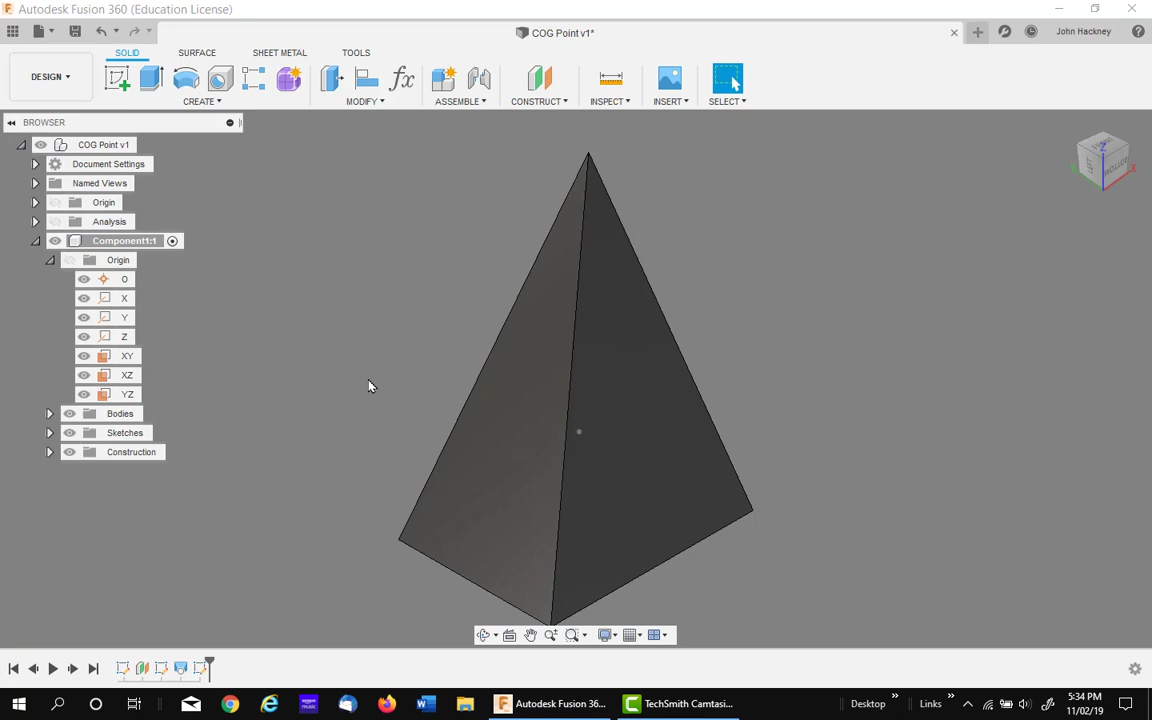 Autodesk Fusion 360 (Education License)
COG Point v1*
John Hackney
DESIGN
SOLID
SURFACE
SHEET METAL
TOOLS
CREATE
MODIFY
ASSEMBLE
CONSTRUCT
INSPECT
INSERT
SELECT
BROWSER
COG Point v1
Document Settings
Named Views
Origin
Analysis
Component1:1
Origin
O
X
Y
Z
XY
XZ
YZ
Bodies
Sketches
Construction
Z
X
LEFT
BOTTOM
Autodesk Fusion 36...
TechSmith Camtasi...
Desktop
Links
5:34 PM
11/02/19